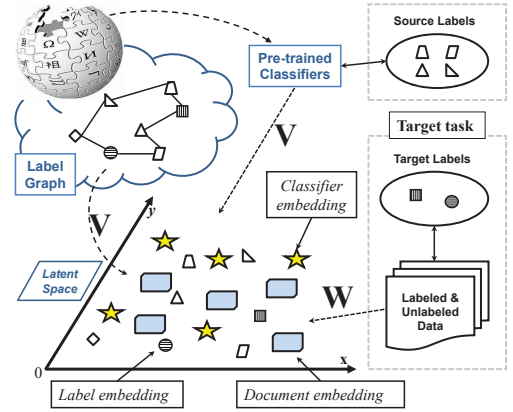 Source Labels
Pre-trained
Classifiers
Target task
Label
Graph
V
Target Labels
Classifier
embedding
V
y
Latent
Space
W
Labeled &
Unlabeled
Data
0
x
Label embedding
Document embedding